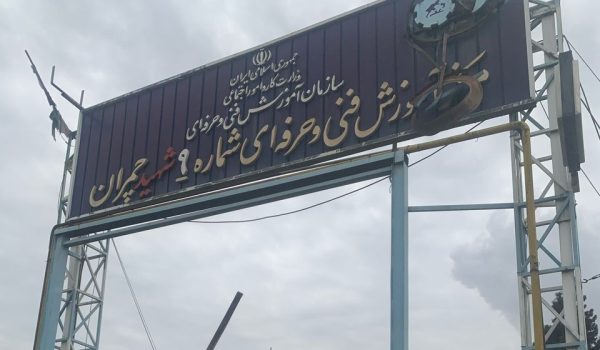 جمهوری اسلامی ایران
وزارت کار و امور اجتماعی
سازمان آموزش فنی و حرفه‌ای
مرکز آموزش فنی و حرفه‌ای شماره ۹ شهید چمران